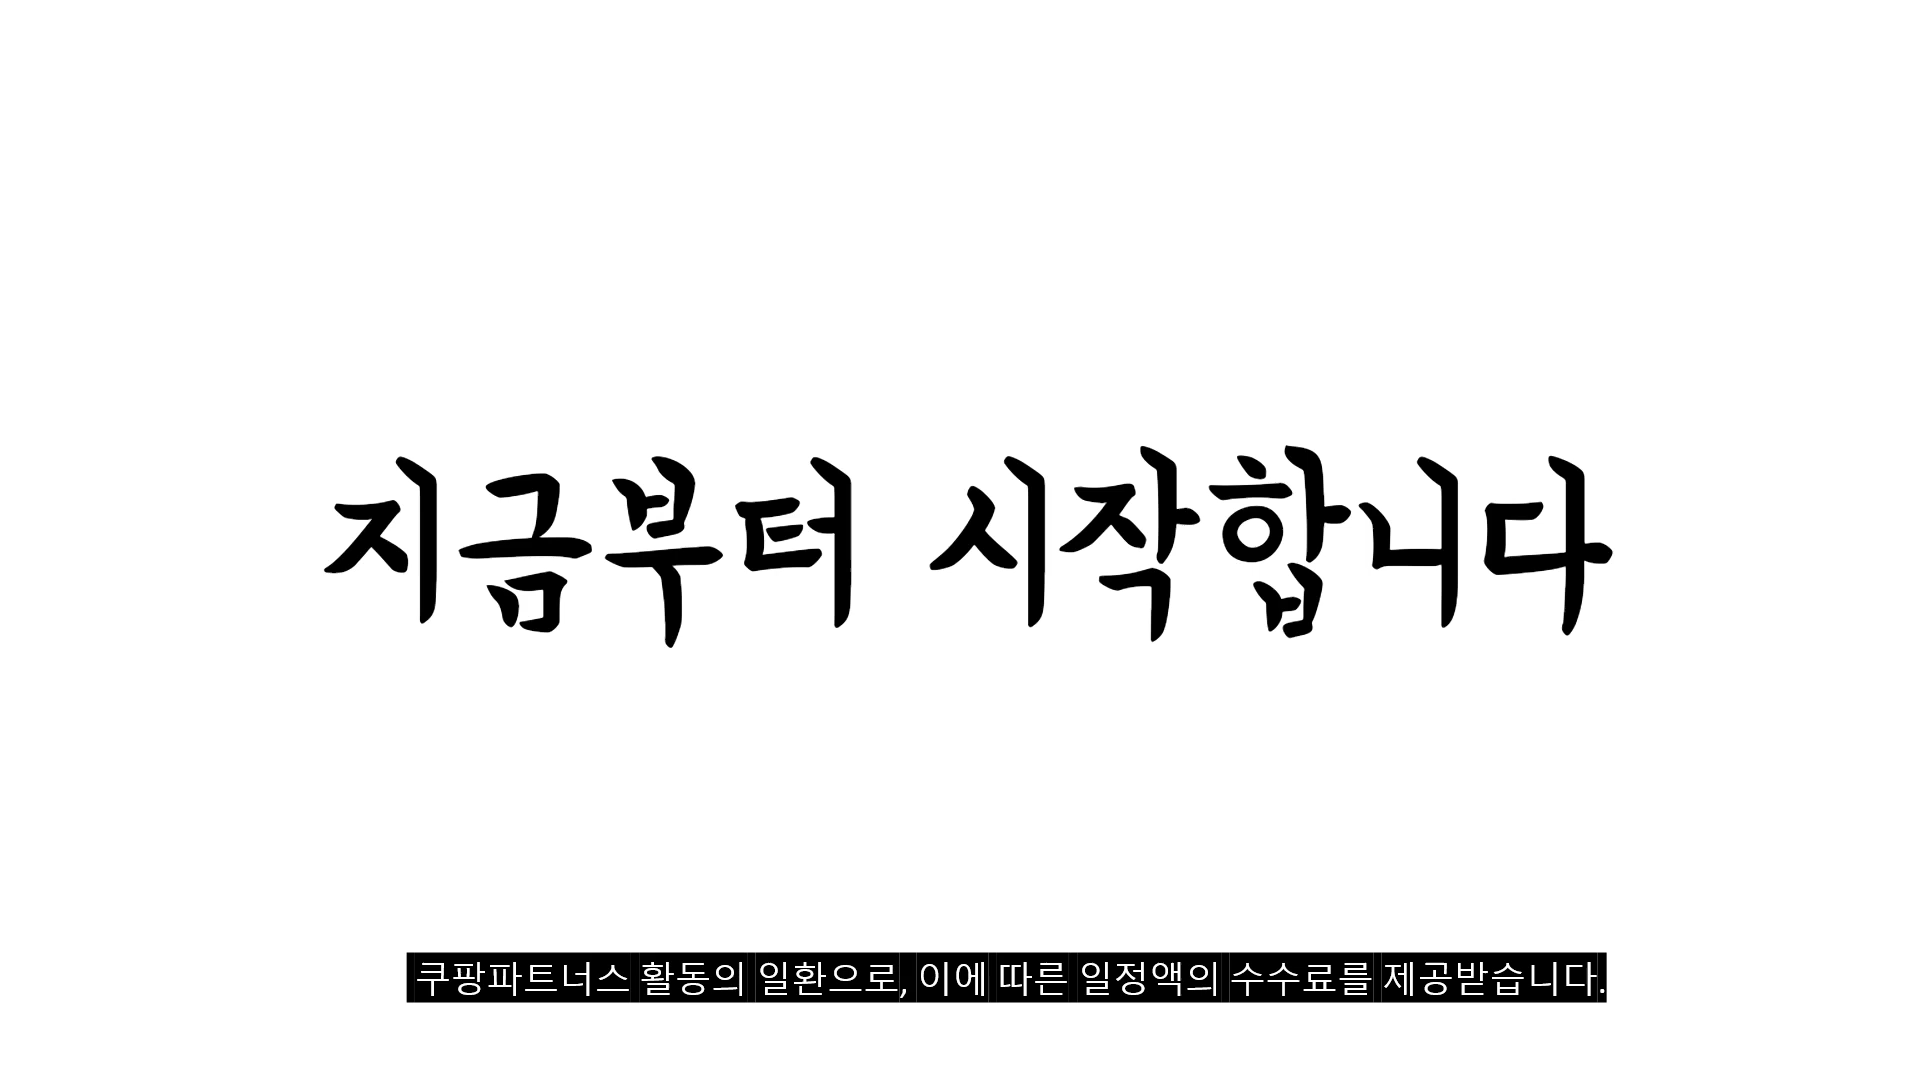 지금부터 시작합니다
쿠팡파트너스 활동의 일환으로, 이에 따른 일정액의 수수료를 제공받습니다.